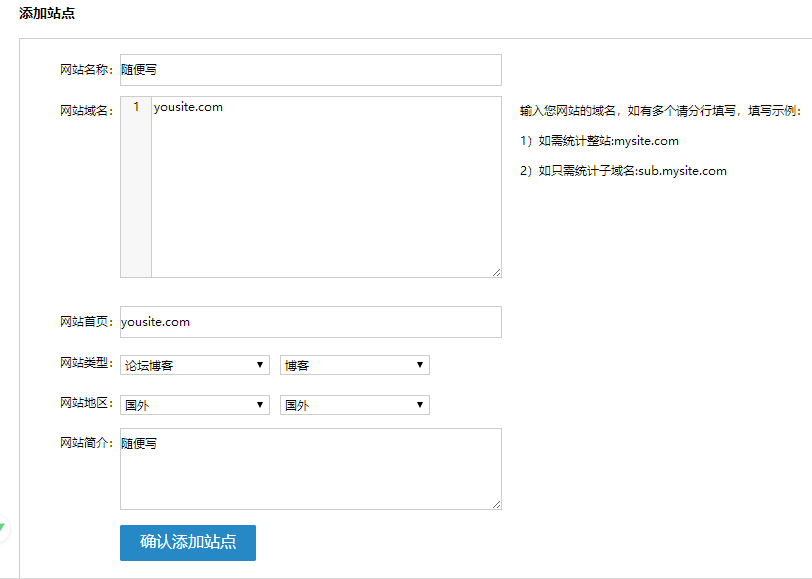 添加站点
网站名称：随便写
网站域名：1 yousite.com
输入您网站的域名，如有多个请分行填写，填写示例：
1）如需统计整站:mysite.com
2）如只需统计子域名:sub.mysite.com
网站首页：yousite.com
网站类型：论坛博客 博客
网站地区：国外 国外
网站简介：随便写
确认添加站点